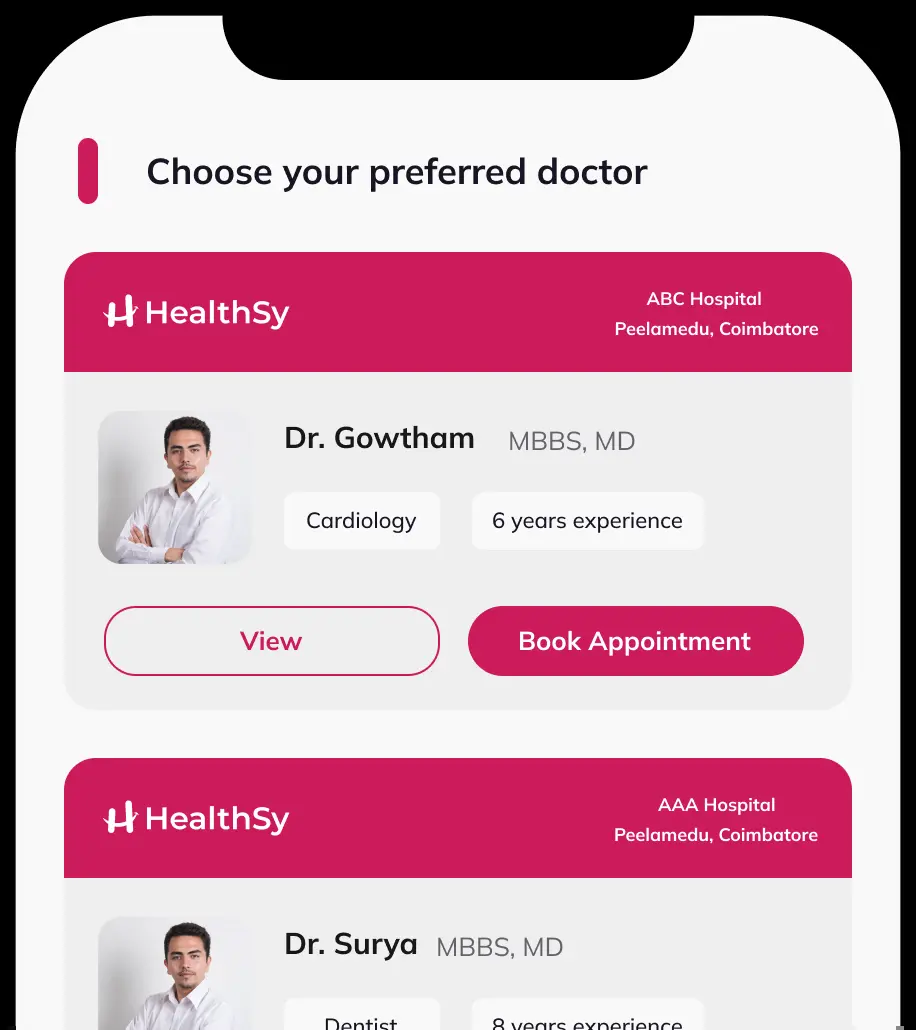 Choose your preferred doctor
HealthSy
ABC Hospital
Peelamedu, Coimbatore
Dr. Gowtham MBBS, MD
Cardiology 6 years experience
View Book Appointment
HealthSy
AAA Hospital
Peelamedu, Coimbatore
Dr. Surya MBBS, MD
Dentist 8 years experience